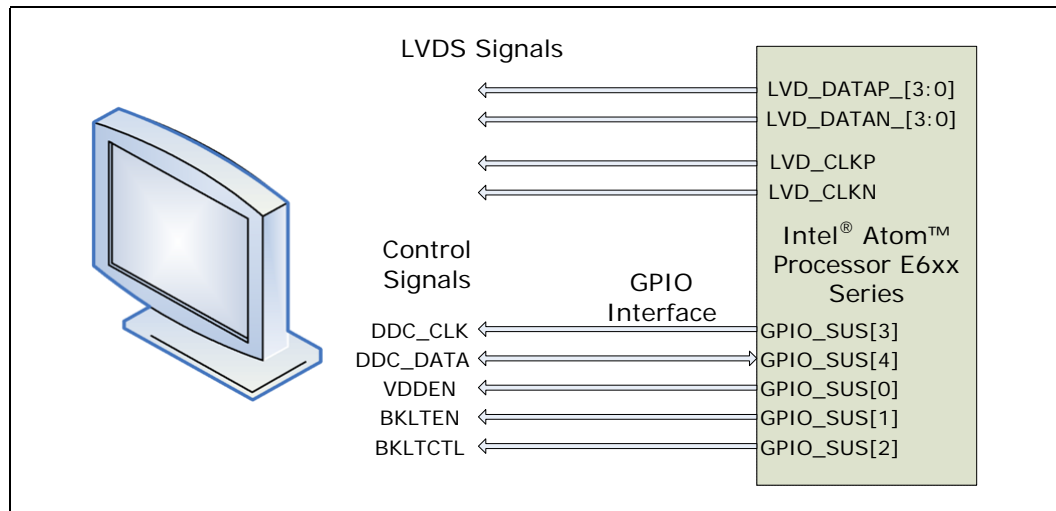 LVDS Signals
LVD_DATAP_[3:0]
LVD_DATAN_[3:0]
LVD_CLKP
LVD_CLKN
Intel® Atom™
Processor E6xx
Series
Control
Signals
GPIO
Interface
DDC_CLK GPIO_SUS[3]
DDC_DATA GPIO_SUS[4]
VDDEN GPIO_SUS[0]
BKLTEN GPIO_SUS[1]
BKLTCTL GPIO_SUS[2]